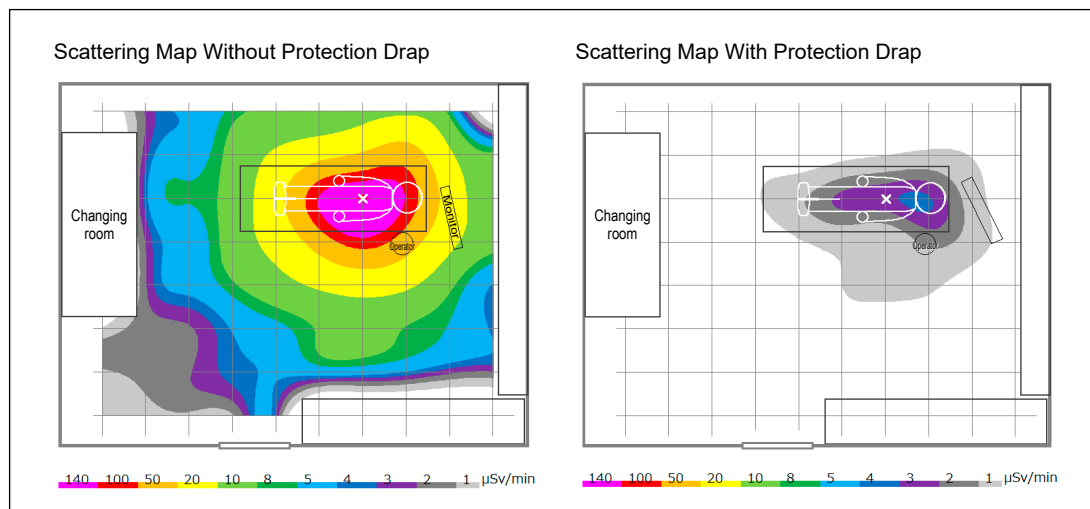 Scattering Map Without Protection Drap
Scattering Map With Protection Drap
Changing
room
Monitor
Operator
Changing
room
Operator
140 100 50 20 10 8 5 4 3 2 1 µSv/min
140 100 50 20 10 8 5 4 3 2 1 µSv/min